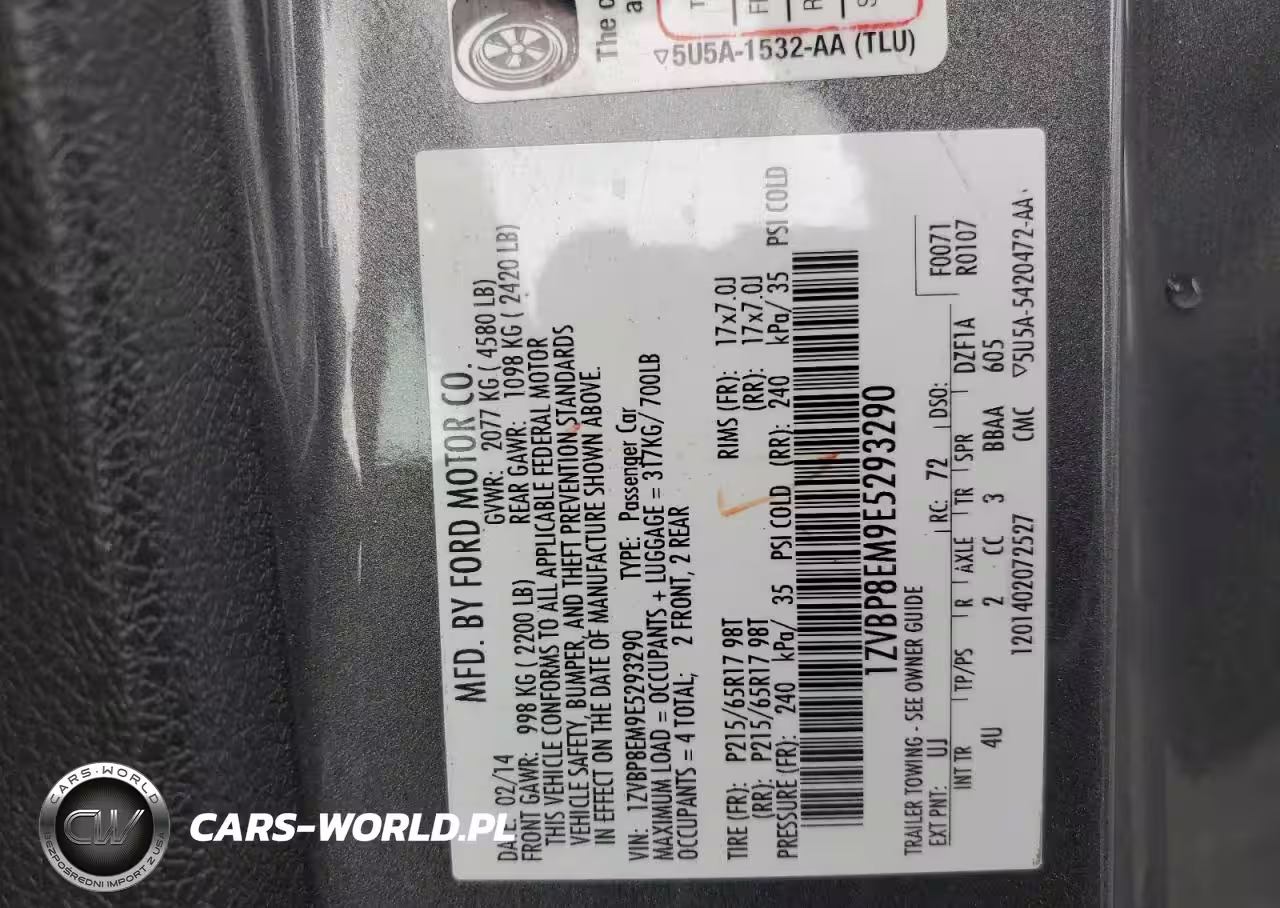 The c
a
▽5U5A-1532-AA (TLU)
MFD. BY FORD MOTOR CO.
DATE: 02/14 GVWR: 2077 KG ( 4580 LB)
FRONT GAWR: 998 KG ( 2200 LB) REAR GAWR: 1098 KG ( 2420 LB)
THIS VEHICLE CONFORMS TO ALL APPLICABLE FEDERAL MOTOR
VEHICLE SAFETY, BUMPER, AND THEFT PREVENTION STANDARDS
IN EFFECT ON THE DATE OF MANUFACTURE SHOWN ABOVE.
VIN: 1ZVBP8EM9E5293290 TYPE: Passenger Car
MAXIMUM LOAD = OCCUPANTS + LUGGAGE = 317KG/ 700LB
OCCUPANTS = 4 TOTAL; 2 FRONT, 2 REAR
TIRE (FR): P215/65R17 98T RIMS (FR): 17x7.0J
(RR): P215/65R17 98T (RR): 17x7.0J
PRESSURE (FR): 240 kPa/ 35 PSI COLD (RR): 240 kPa/ 35 PSI COLD
1ZVBP8EM9E5293290
TRAILER TOWING - SEE OWNER GUIDE
EXT PNT: UJ RC: 72 DSO: F0071
R0107
INT TR TP/PS R AXLE TR SPR DZF1A
4U 2 CC 3 BBAA 605
1201402072527 CMC ▽5U5A-5420472-AA
CARS-WORLD
CW
BEZPOŚREDNI IMPORT Z USA
CARS-WORLD.PL